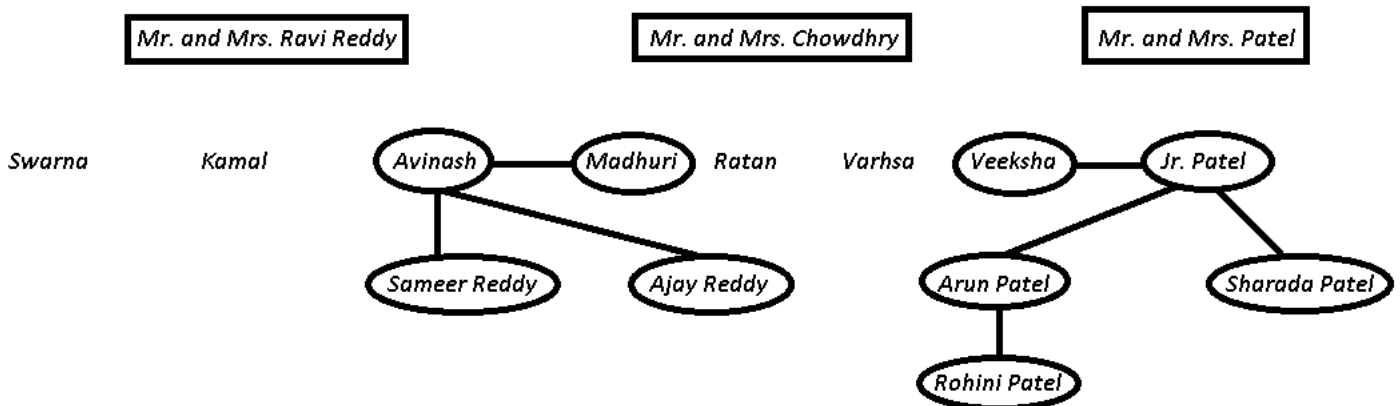 Mr. and Mrs. Ravi Reddy
Mr. and Mrs. Chowdhry
Mr. and Mrs. Patel
Swarna
Kamal
Avinash
Madhuri
Ratan
Varhsa
Veeksha
Jr. Patel
Sameer Reddy
Ajay Reddy
Arun Patel
Sharada Patel
Rohini Patel